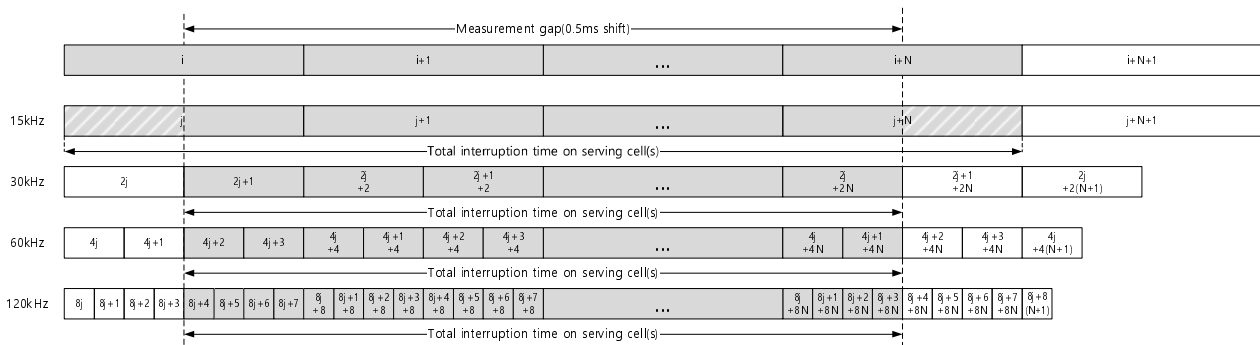 Measurement gap(0.5ms shift)
i
i+1
...
i+N
i+N+1
15kHz
j
j+1
...
j+N
j+N+1
Total interruption time on serving cell(s)
30kHz
2j
2j+1
2j
+2
2j+1
+2
...
2j
+2N
2j+1
+2N
2j
+2(N+1)
Total interruption time on serving cell(s)
60kHz
4j
4j+1
4j+2
4j+3
4j
+4
4j+1
+4
4j+2
+4
4j+3
+4
...
4j
+4N
4j+1
+4N
4j+2
+4N
4j+3
+4N
4j
+4(N+1)
Total interruption time on serving cell(s)
120kHz
8j
8j+1
8j+2
8j+3
8j+4
8j+5
8j+6
8j+7
8j
+8
8j+1
+8
8j+2
+8
8j+3
+8
8j+4
+8
8j+5
+8
8j+6
+8
8j+7
+8
...
8j
+8N
8j+1
+8N
8j+2
+8N
8j+3
+8N
8j+4
+8N
8j+5
+8N
8j+6
+8N
8j+7
+8N
8j+8
(N+1)
Total interruption time on serving cell(s)